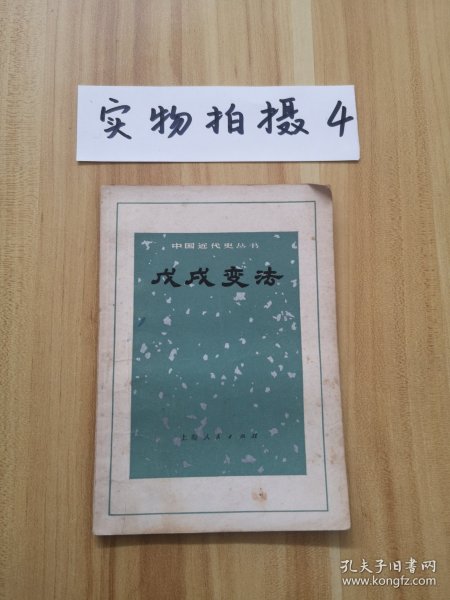 实物拍摄4
中国近代史丛书
戊戌变法
上海人民出版社
孔夫子旧书网
www.kongfz.com